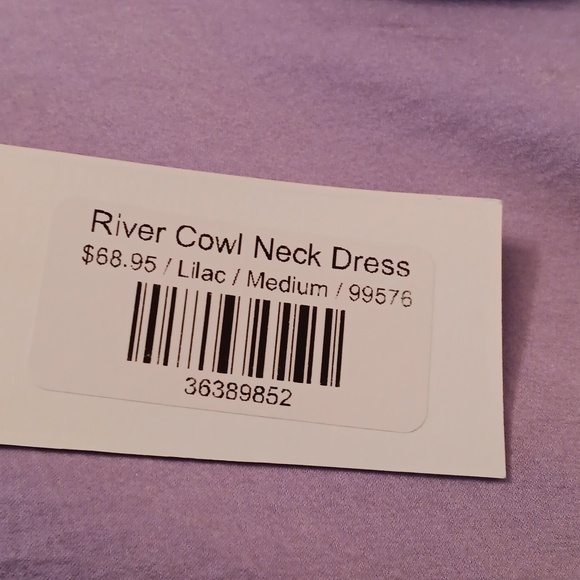 River Cowl Neck Dress
$68.95 / Lilac / Medium / 99576
36389852